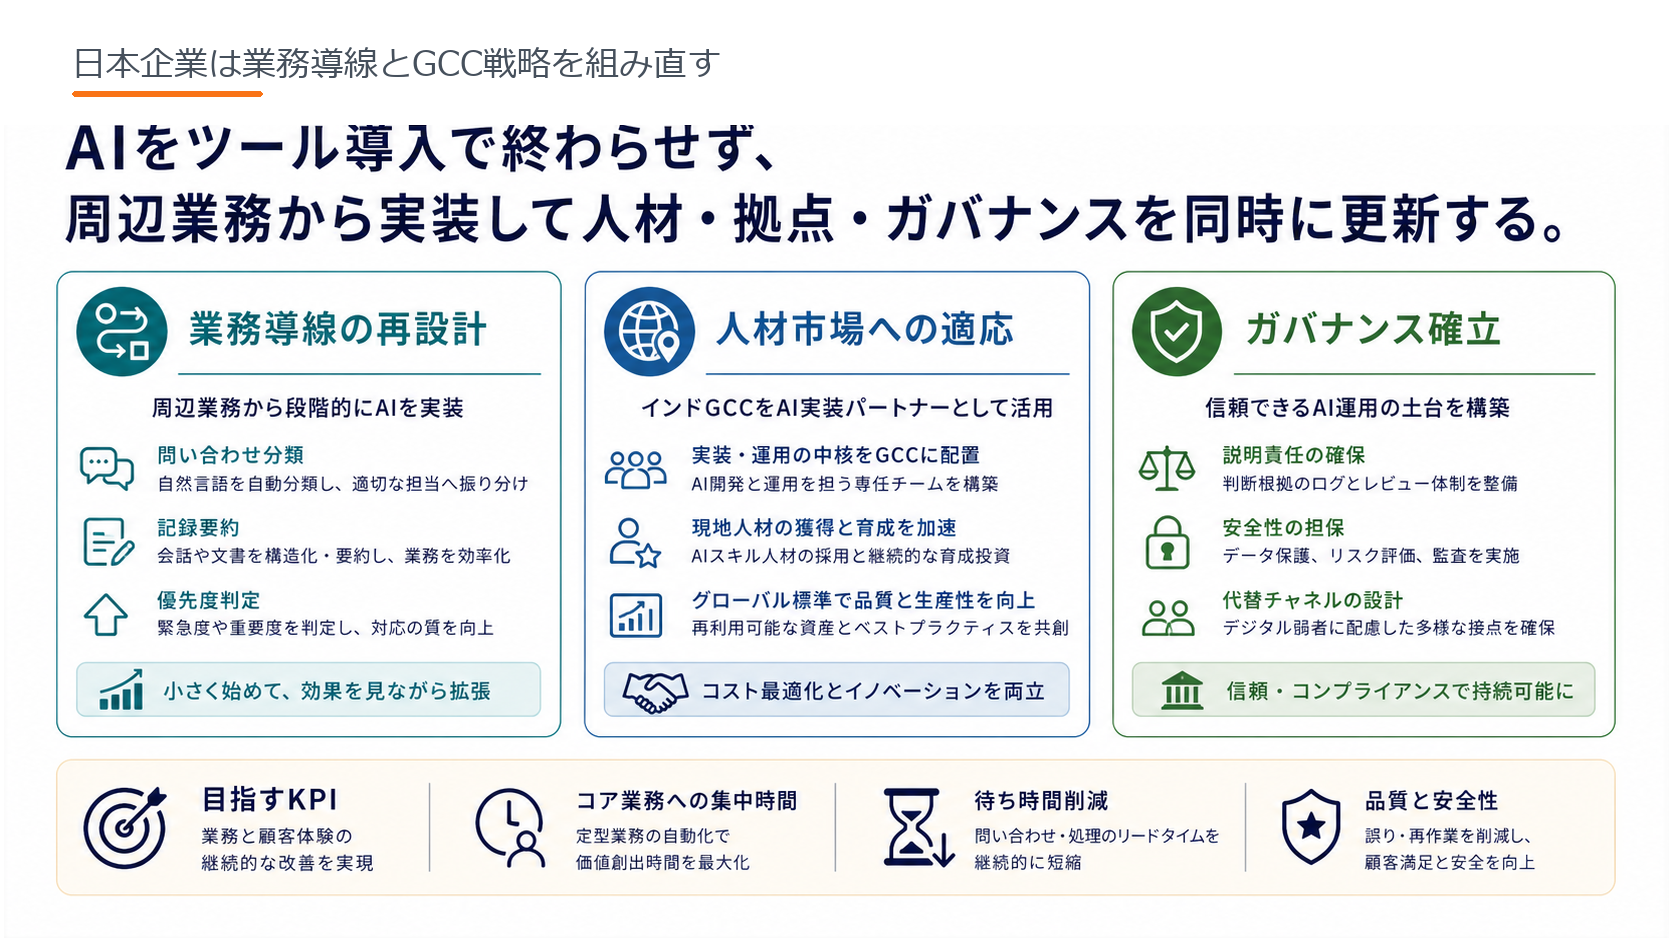 日本企業は業務導線とGCC戦略を組み直す
AIをツール導入で終わらせず、
周辺業務から実装して人材・拠点・ガバナンスを同時に更新する。
業務導線の再設計
周辺業務から段階的にAIを実装
問い合わせ分類
自然言語を自動分類し、適切な担当へ振り分け
記録要約
会話や文書を構造化・要約し、業務を効率化
優先度判定
緊急度や重要度を判定し、対応の質を向上
小さく始めて、効果を見ながら拡張
人材市場への適応
インドGCCをAI実装パートナーとして活用
実装・運用の中核をGCCに配置
AI開発と運用を担う専任チームを構築
現地人材の獲得と育成を加速
AIスキル人材の採用と継続的な育成投資
グローバル標準で品質と生産性を向上
再利用可能な資産とベストプラクティスを共創
コスト最適化とイノベーションを両立
ガバナンス確立
信頼できるAI運用の土台を構築
説明責任の確保
判断根拠のログとレビュー体制を整備
安全性の担保
データ保護、リスク評価、監査を実施
代替チャネルの設計
デジタル弱者に配慮した多様な接点を確保
信頼・コンプライアンスで持続可能に
目指すKPI
業務と顧客体験の
継続的な改善を実現
コア業務への集中時間
定型業務の自動化で
価値創出時間を最大化
待ち時間削減
問い合わせ・処理のリードタイムを
継続的に短縮
品質と安全性
誤り・再作業を削減し、
顧客満足と安全を向上